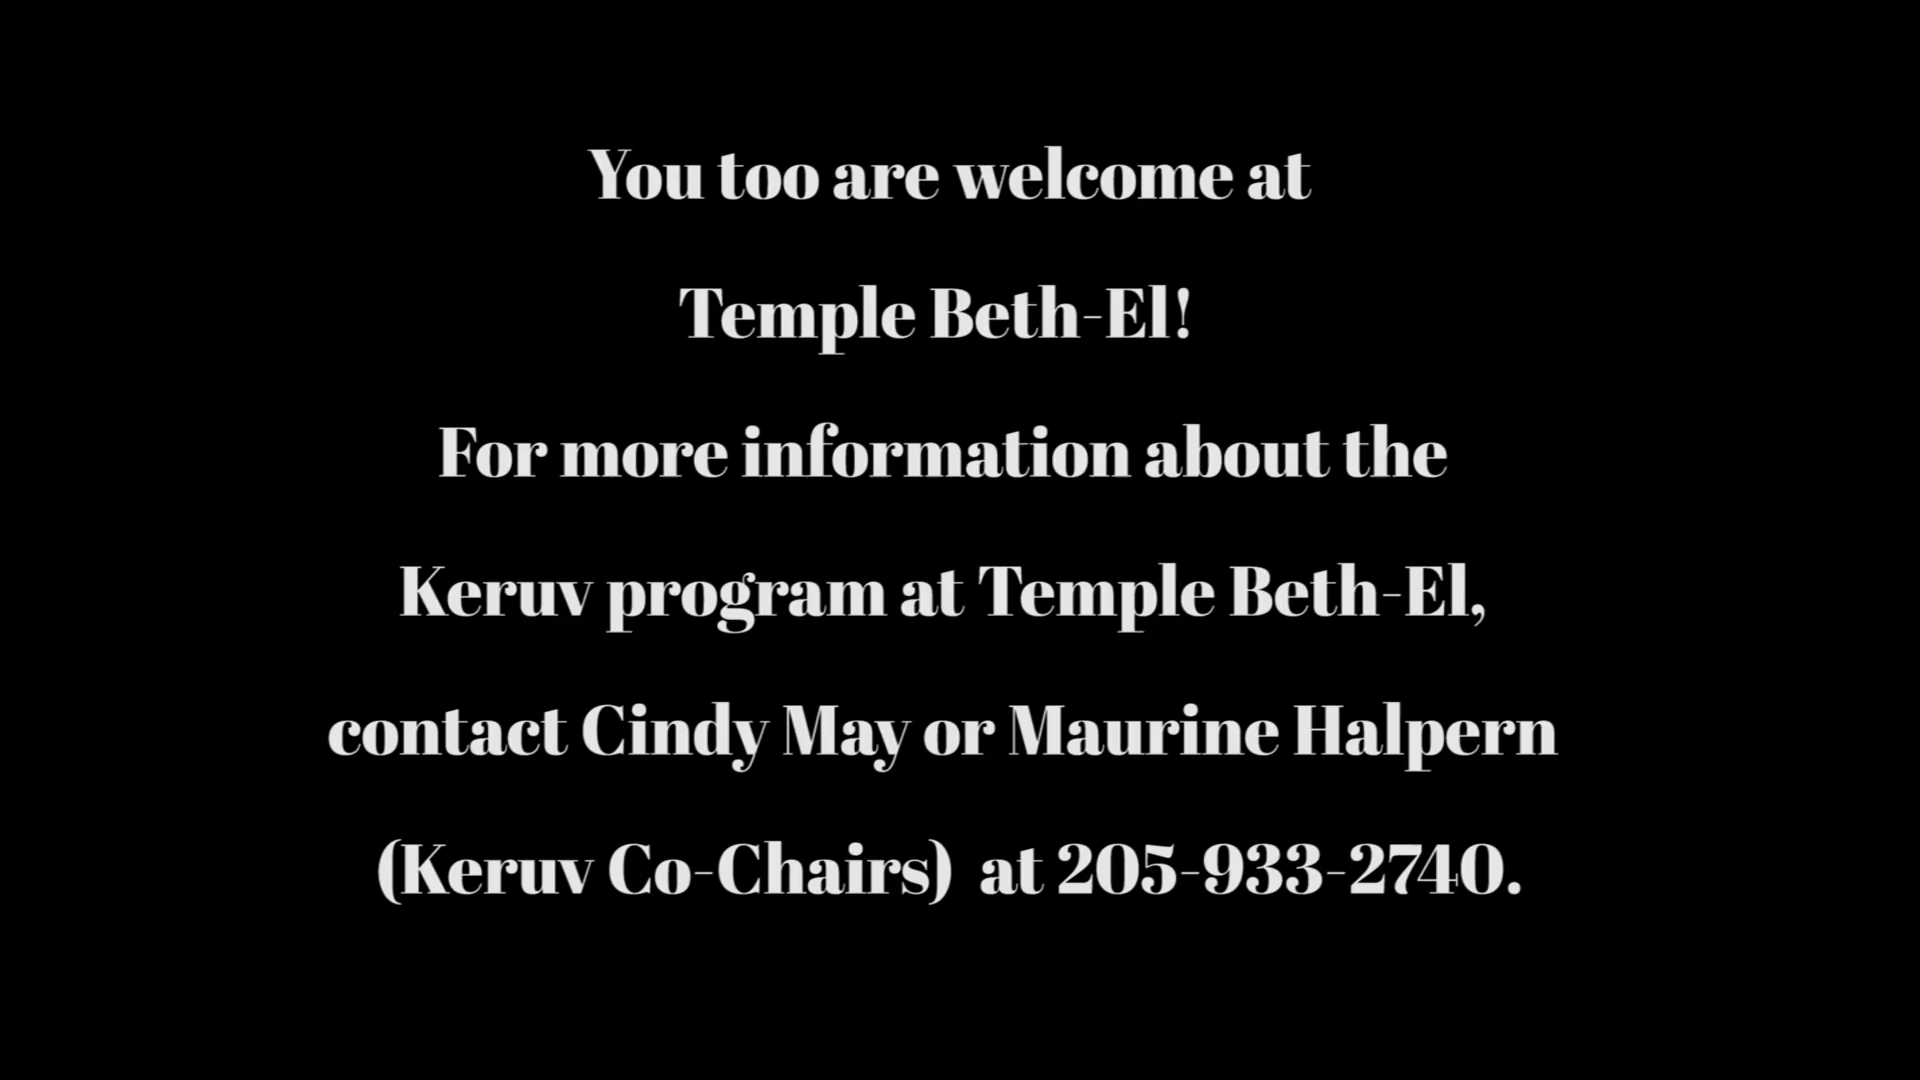 You too are welcome at
Temple Beth-El!
For more information about the
Keruv program at Temple Beth-El,
contact Cindy May or Maurine Halpern
(Keruv Co-Chairs)  at 205-933-2740.